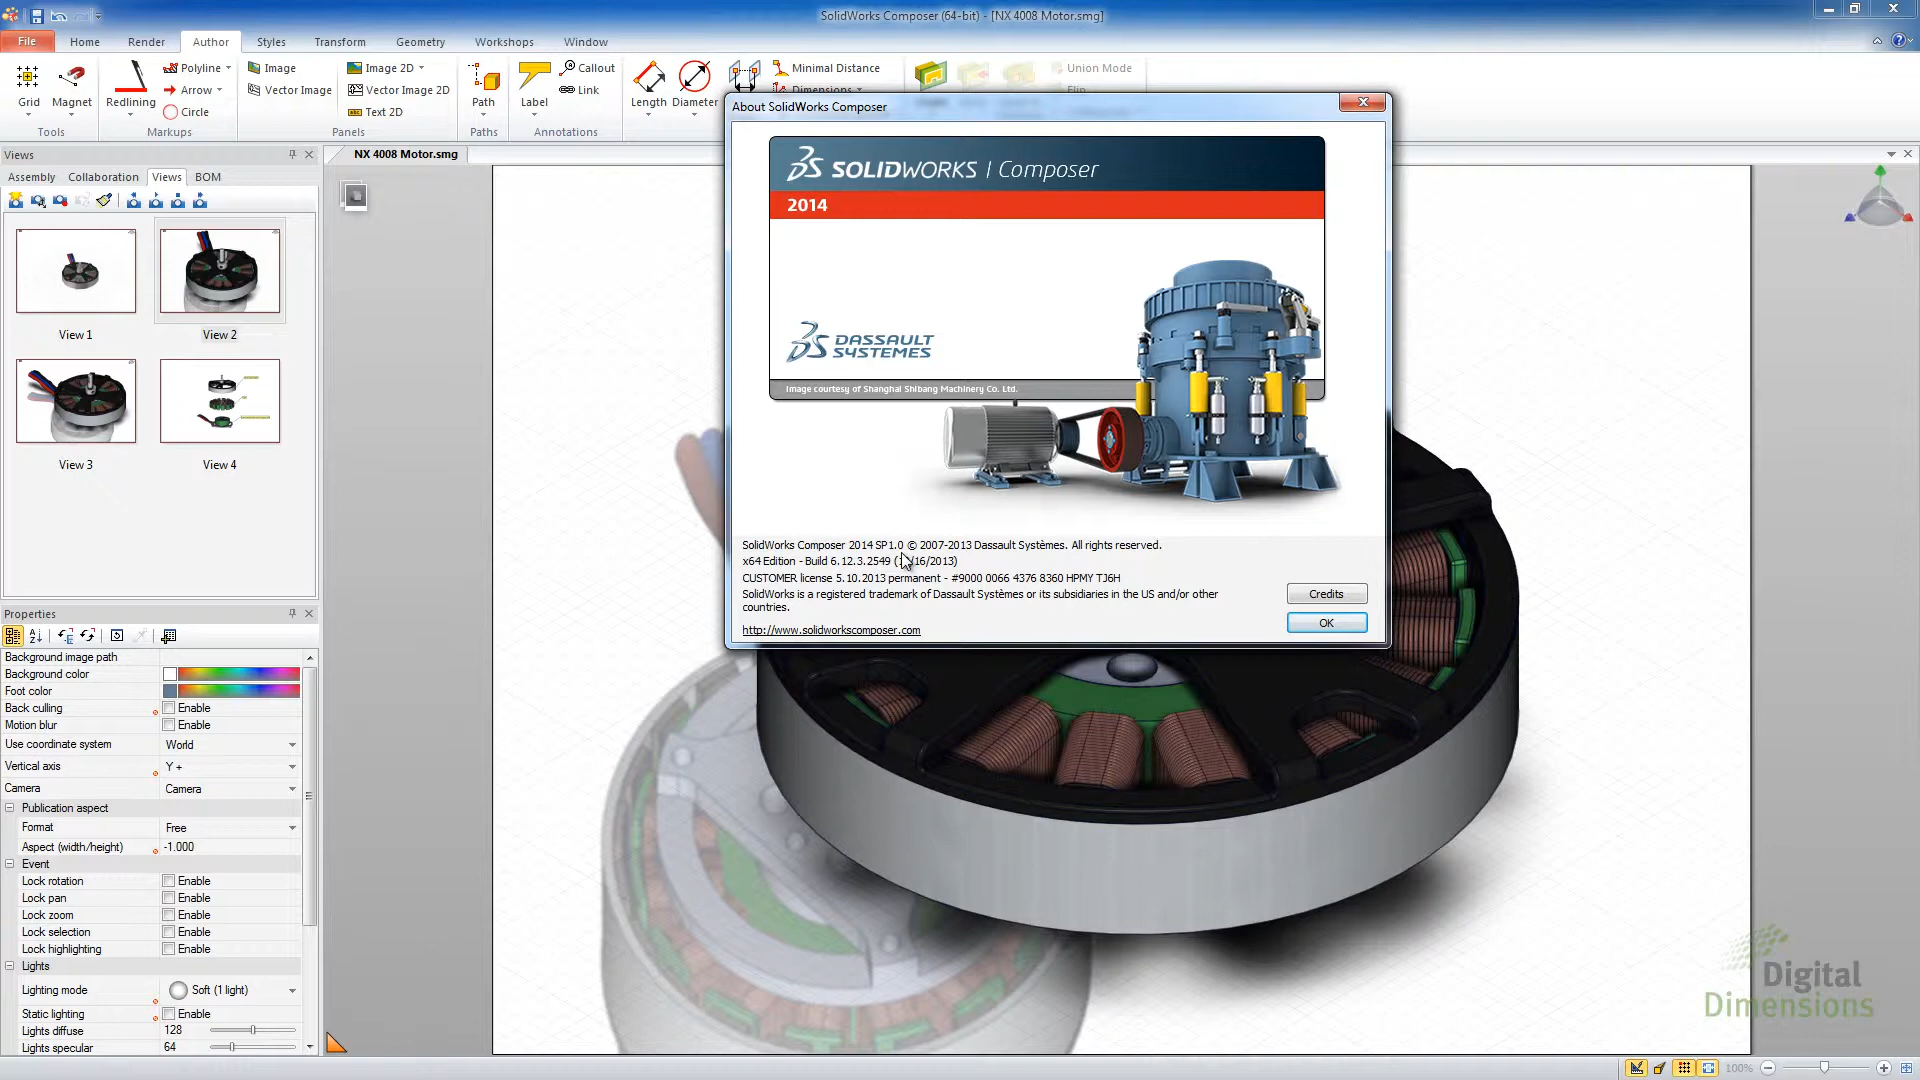 SolidWorks Composer (64-bit) - [NX 4008 Motor.smg]
File Home Render Author Styles Transform Geometry Workshops Window
Grid Magnet Redlining Polyline Arrow Circle
Image Vector Image Image 2D Vector Image 2D Text 2D
Path Label Callout Link Length Diameter Minimal Distance Dimensions Union Mode Flip
Tools Markups Panels Paths Annotations
Views
Assembly Collaboration Views BOM
View 1 View 2
View 3 View 4
NX 4008 Motor.smg
About SolidWorks Composer
SOLIDWORKS | Composer
2014
DASSAULT
SYSTEMES
Image courtesy of Shanghai Shibang Machinery Co. Ltd.
SolidWorks Composer 2014 SP1.0 © 2007-2013 Dassault Systèmes. All rights reserved.
x64 Edition - Build 6.12.3.2549 /16/2013)
CUSTOMER license 5.10.2013 permanent - #9000 0066 4376 8360 HPMY TJ6H
SolidWorks is a registered trademark of Dassault Systèmes or its subsidiaries in the US and/or other
countries.
http://www.solidworkscomposer.com
Credits
OK
Properties
Background image path
Background color
Foot color
Back culling Enable
Motion blur Enable
Use coordinate system World
Vertical axis Y +
Camera Camera
Publication aspect
Format Free
Aspect (width/height) -1.000
Event
Lock rotation Enable
Lock pan Enable
Lock zoom Enable
Lock selection Enable
Lock highlighting Enable
Lights
Lighting mode Soft (1 light)
Static lighting Enable
Lights diffuse 128
Lights specular 64
Digital
Dimensions
100%